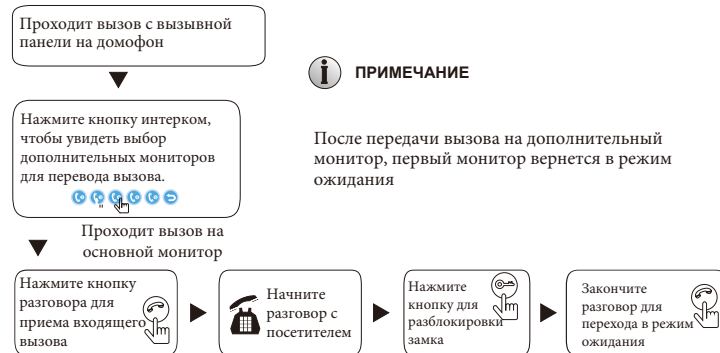 Проходит вызов с вызывной
панели на домофон
ПРИМЕЧАНИЕ
Нажмите кнопку интерком,
чтобы увидеть выбор
дополнительных мониторов
для перевода вызова.
После передачи вызова на дополнительный
монитор, первый монитор вернется в режим
ожидания
Проходит вызов на
основной монитор
Нажмите кнопку
разговора для
приема входящего
вызова
Начните
разговор с
посетителем
Нажмите
кнопку для
разблокировки
замка
Закончите
разговор для
перехода в режим
ожидания